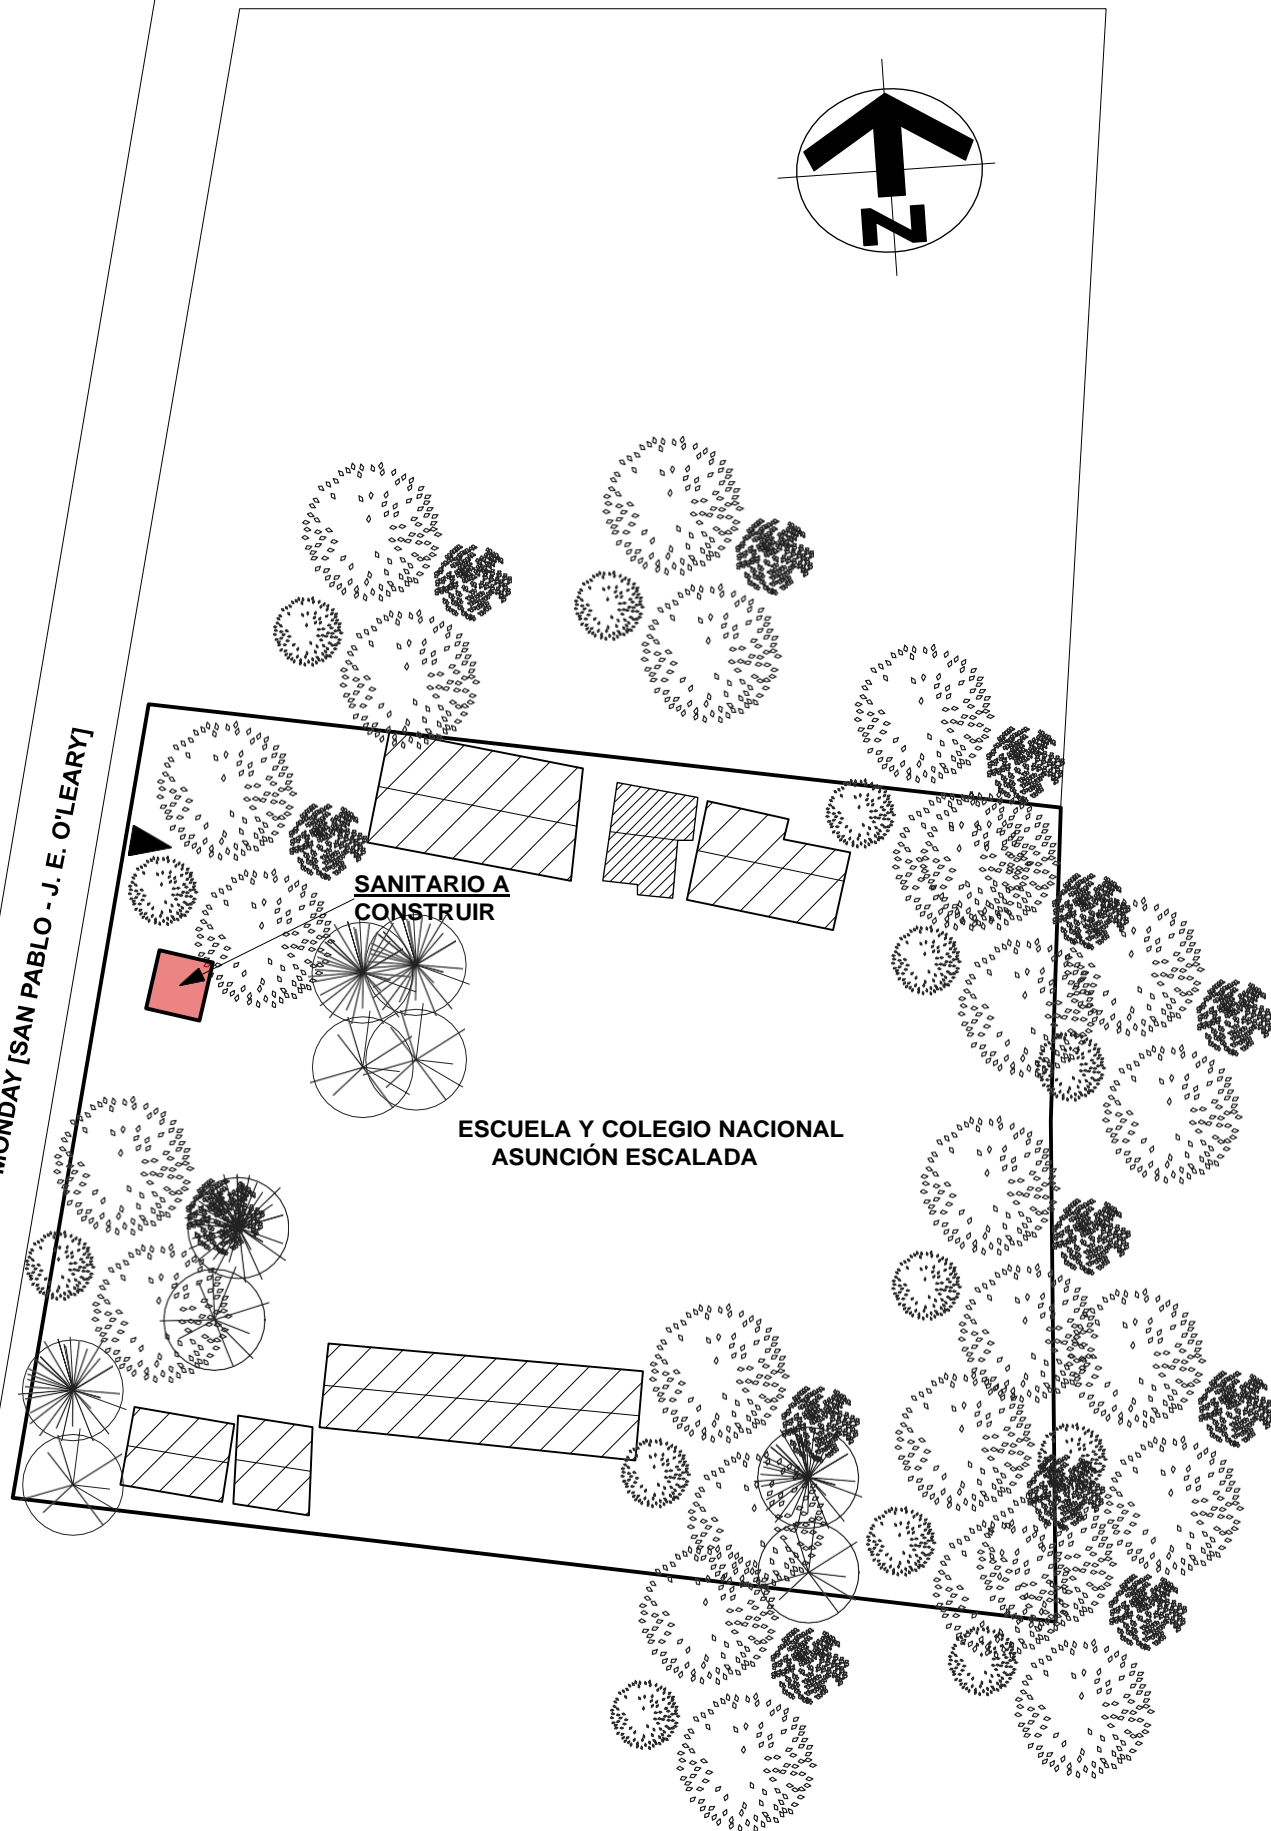 N
MONDAY [SAN PABLO - J. E. O'LEARY]
SANITARIO A
CONSTRUIR
ESCUELA Y COLEGIO NACIONAL
ASUNCIÓN ESCALADA